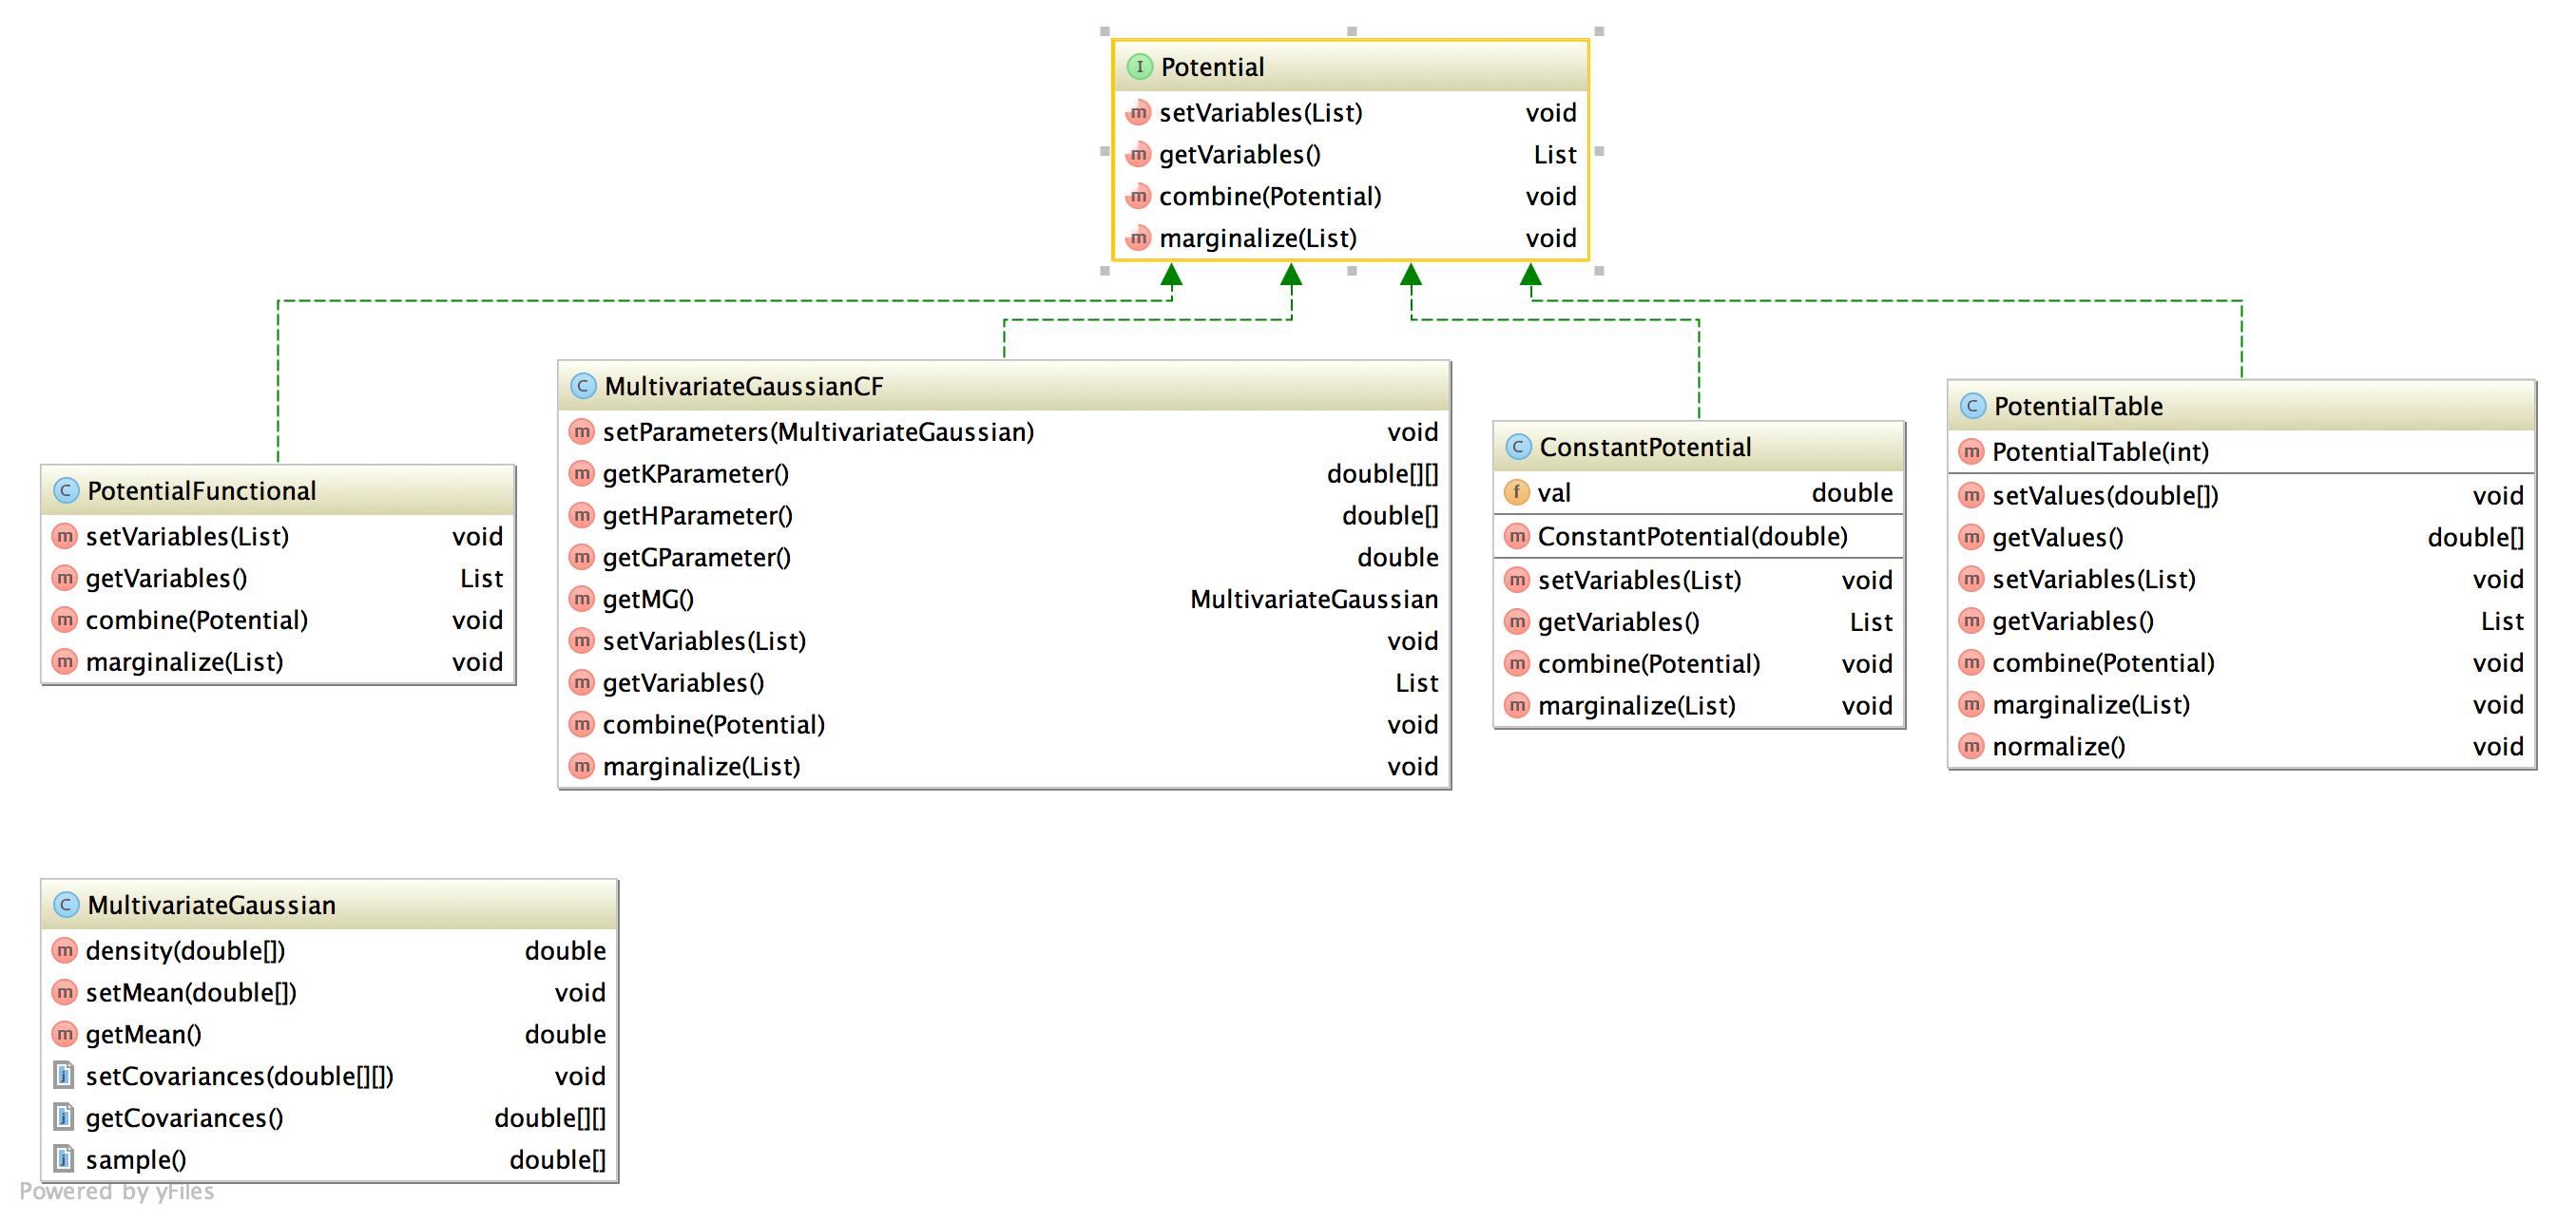 I Potential
m setVariables(List) void
m getVariables() List
m combine(Potential) void
m marginalize(List) void
C PotentialFunctional
m setVariables(List) void
m getVariables() List
m combine(Potential) void
m marginalize(List) void
C MultivariateGaussianCF
m setParameters(MultivariateGaussian) void
m getKParameter() double[][]
m getHParameter() double[]
m getGParameter() double
m getMG() MultivariateGaussian
m setVariables(List) void
m getVariables() List
m combine(Potential) void
m marginalize(List) void
C ConstantPotential
f val double
m ConstantPotential(double)
m setVariables(List) void
m getVariables() List
m combine(Potential) void
m marginalize(List) void
C PotentialTable
m PotentialTable(int)
m setValues(double[]) void
m getValues() double[]
m setVariables(List) void
m getVariables() List
m combine(Potential) void
m marginalize(List) void
m normalize() void
C MultivariateGaussian
m density(double[]) double
m setMean(double[]) void
m getMean() double
j setCovariances(double[][]) void
j getCovariances() double[][]
j sample() double[]
Powered by yFiles